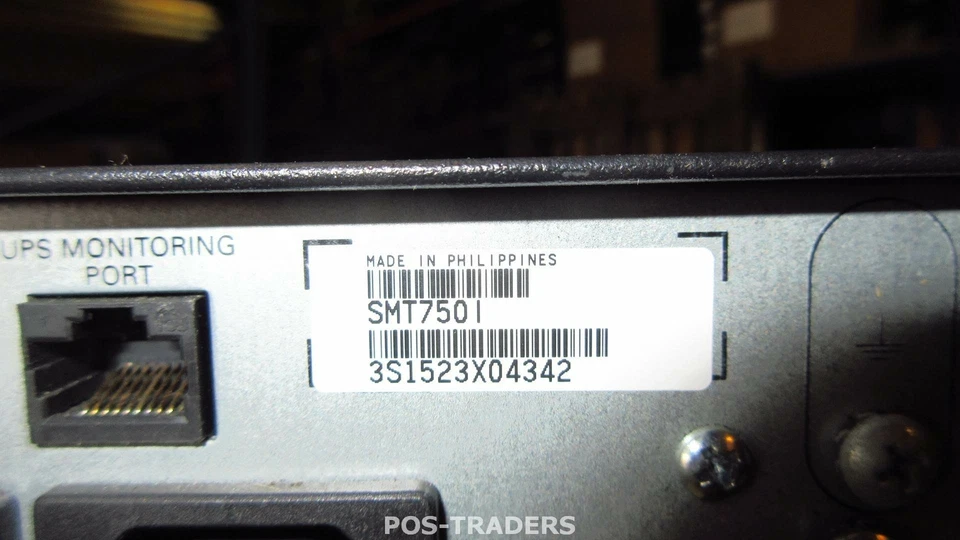 UPS MONITORING
PORT
MADE IN PHILIPPINES
SMT750I
3S1523X04342
POS-TRADERS